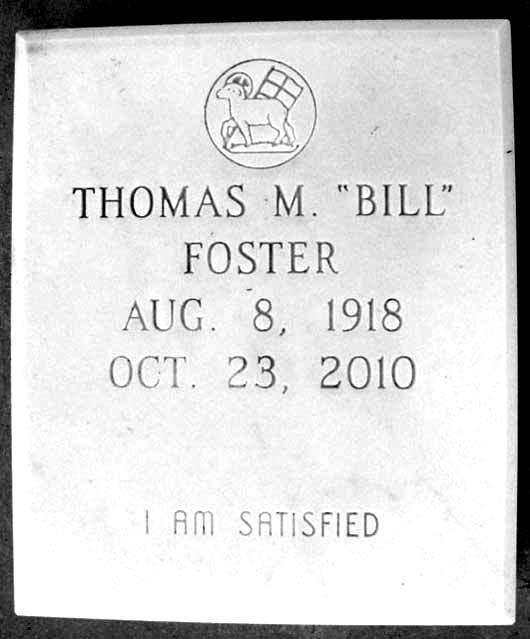 THOMAS M. "BILL"
FOSTER
AUG. 8, 1918
OCT. 23, 2010
I AM SATISFIED